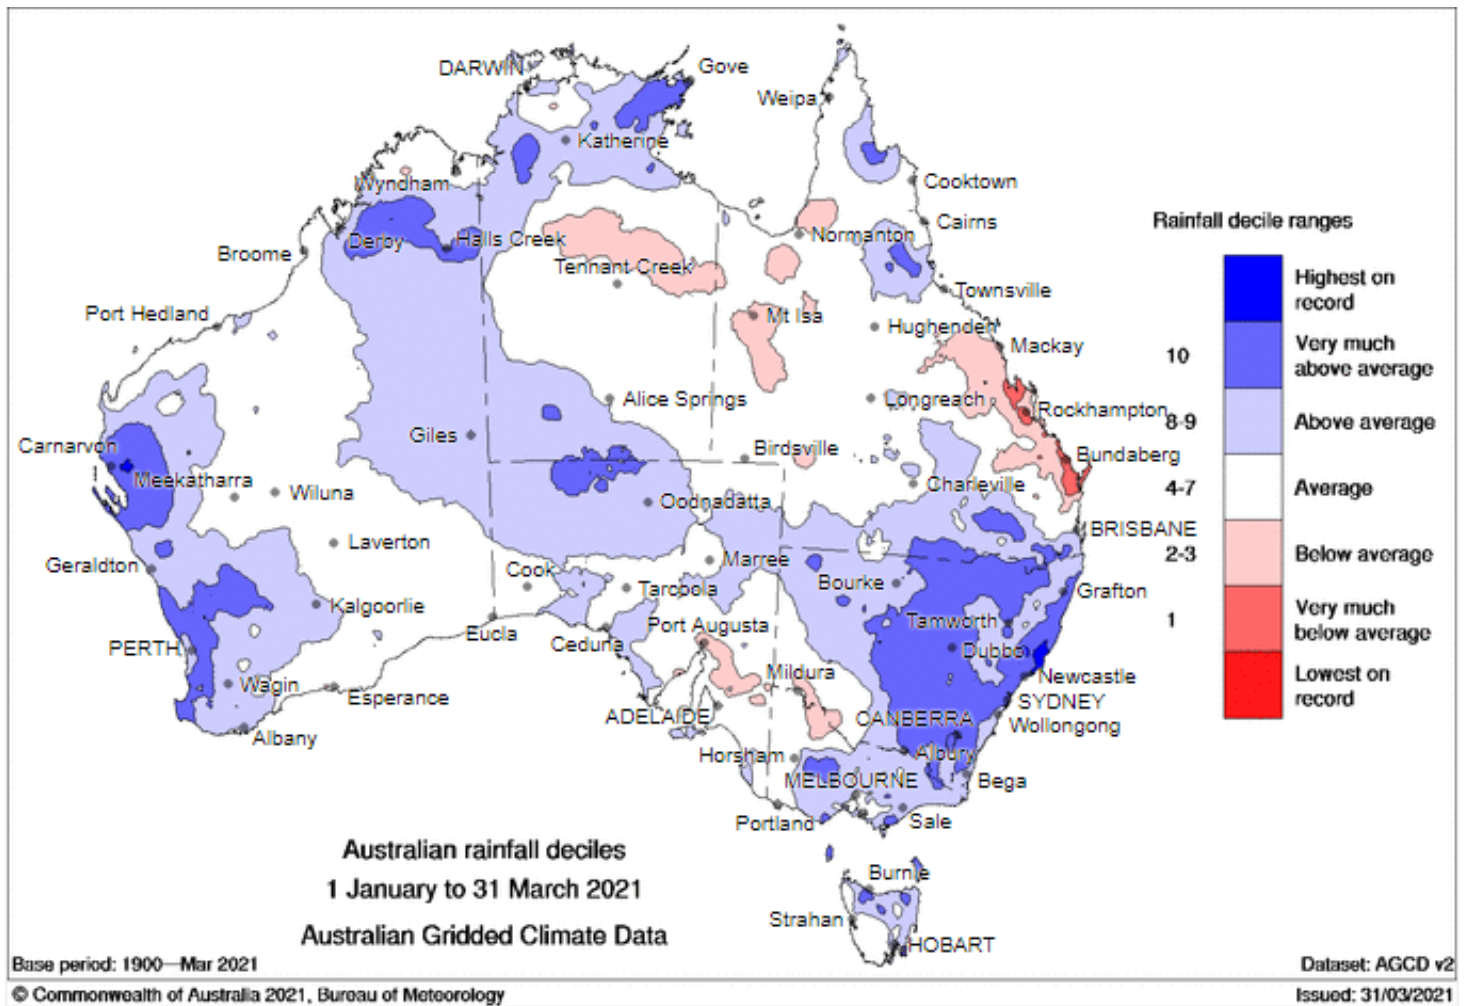 DARWIN
Gove
Weipa
Katherine
Cooktown
Wyndham
Cairns
Derby
Halls Creek
Normanton
Broome
Tennant Creek
Townsville
Port Hedland
Mt Isa
Hughenden
Mackay
Alice Springs
Longreach
Rockhampton
Giles
Carnarvon
Birdsville
Bundaberg
Meekatharra
Wiluna
Charleville
Oodnadatta
BRISBANE
Laverton
Geraldton
Marree
Cook
Bourke
Tarcoola
Grafton
Kalgoorlie
Tamworth
Eucla
Port Augusta
Ceduna
PERTH
Dubbo
Mildura
Newcastle
Wagin
Esperance
SYDNEY
ADELAIDE
CANBERRA
Wollongong
Albany
Horsham
Albury
MELBOURNE
Bega
Portland
Sale
Burnie
Strahan
HOBART
Rainfall decile ranges
Highest on
record
10
Very much
above average
8-9
Above average
4-7
Average
2-3
Below average
1
Very much
below average
Lowest on
record
Australian rainfall deciles
1 January to 31 March 2021
Australian Gridded Climate Data
Base period: 1900—Mar 2021
Dataset: AGCD v2
© Commonwealth of Australia 2021, Bureau of Meteorology
Issued: 31/03/2021